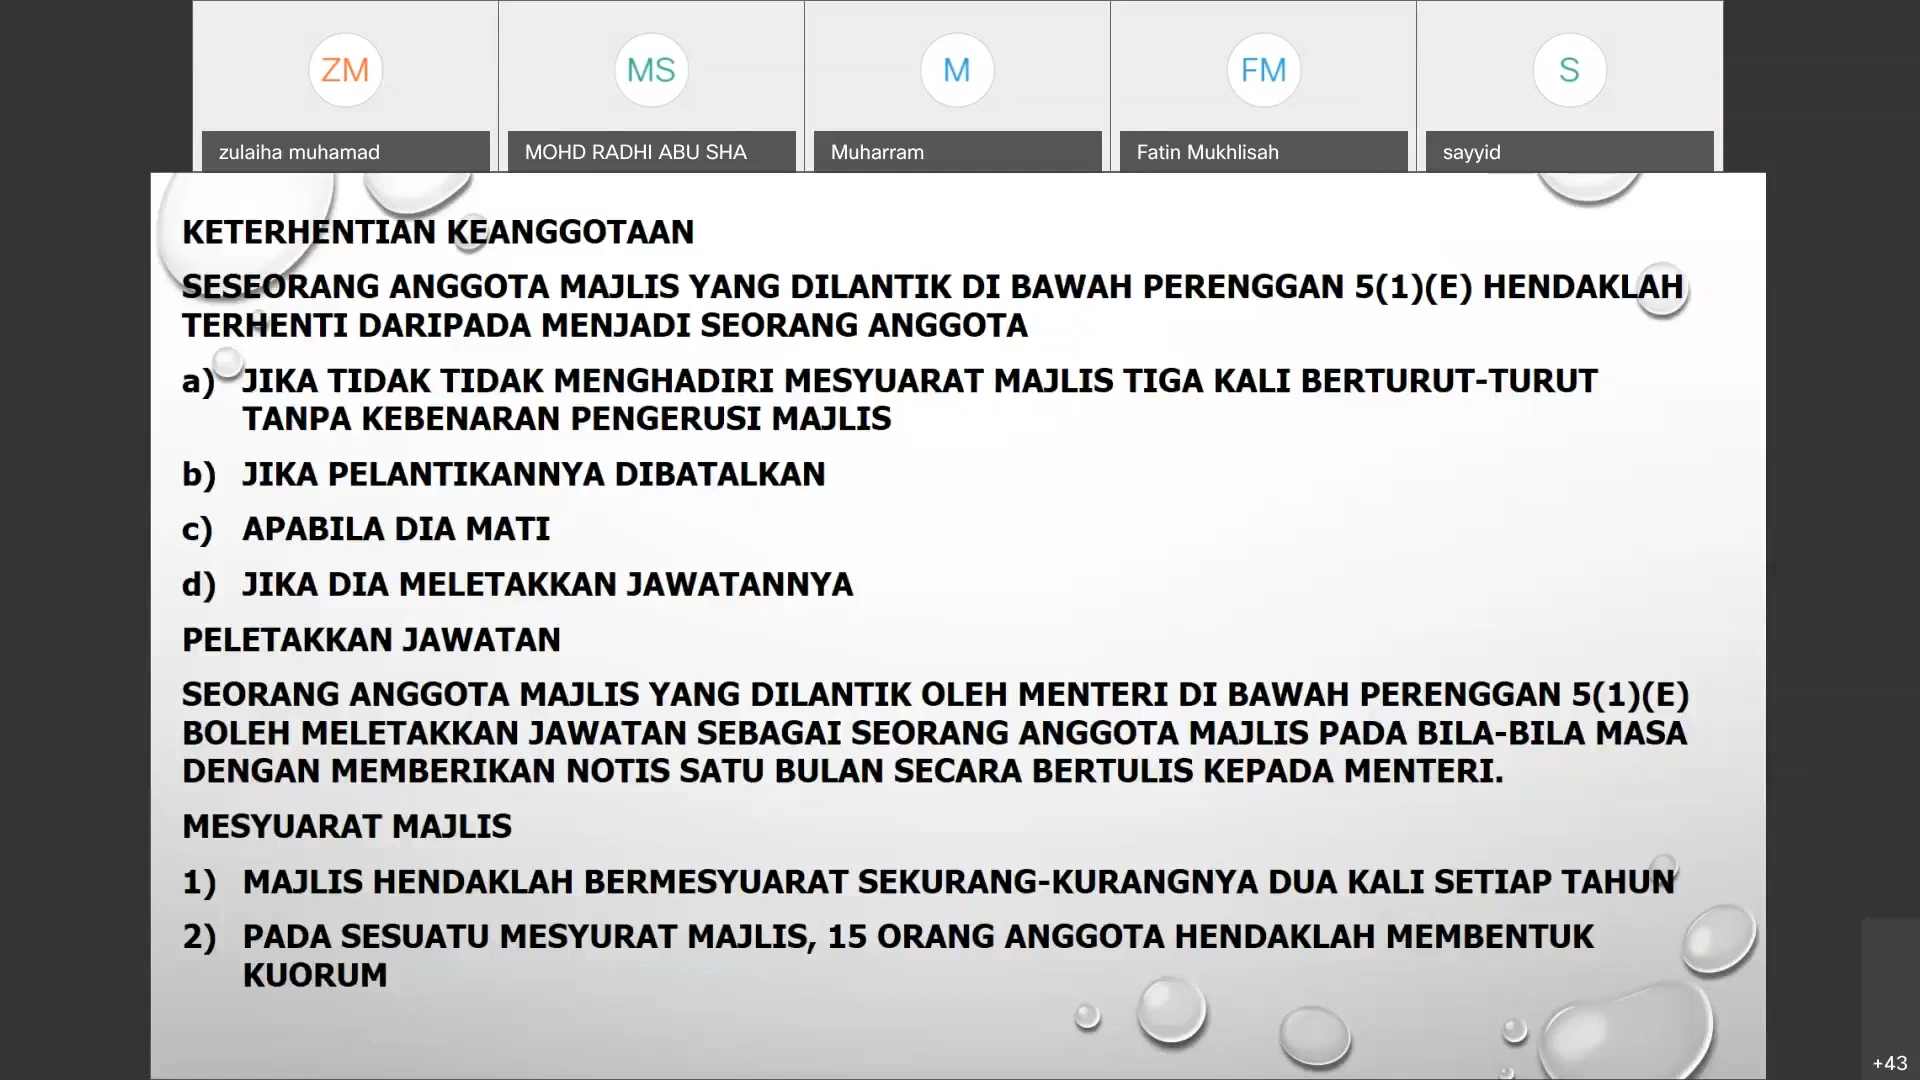 ZM
MS
M
FM
S
zulaiha muhamad
MOHD RADHI ABU SHA
Muharram
Fatin Mukhlisah
sayyid
KETERHENTIAN KEANGGOTAAN
SESEORANG ANGGOTA MAJLIS YANG DILANTIK DI BAWAH PERENGGAN 5(1)(E) HENDAKLAH
TERHENTI DARIPADA MENJADI SEORANG ANGGOTA
a) JIKA TIDAK TIDAK MENGHADIRI MESYUARAT MAJLIS TIGA KALI BERTURUT-TURUT
TANPA KEBENARAN PENGERUSI MAJLIS
b) JIKA PELANTIKANNYA DIBATALKAN
c) APABILA DIA MATI
d) JIKA DIA MELETAKKAN JAWATANNYA
PELETAKKAN JAWATAN
SEORANG ANGGOTA MAJLIS YANG DILANTIK OLEH MENTERI DI BAWAH PERENGGAN 5(1)(E)
BOLEH MELETAKKAN JAWATAN SEBAGAI SEORANG ANGGOTA MAJLIS PADA BILA-BILA MASA
DENGAN MEMBERIKAN NOTIS SATU BULAN SECARA BERTULIS KEPADA MENTERI.
MESYUARAT MAJLIS
1) MAJLIS HENDAKLAH BERMESYUARAT SEKURANG-KURANGNYA DUA KALI SETIAP TAHUN
2) PADA SESUATU MESYURAT MAJLIS, 15 ORANG ANGGOTA HENDAKLAH MEMBENTUK
KUORUM
+43